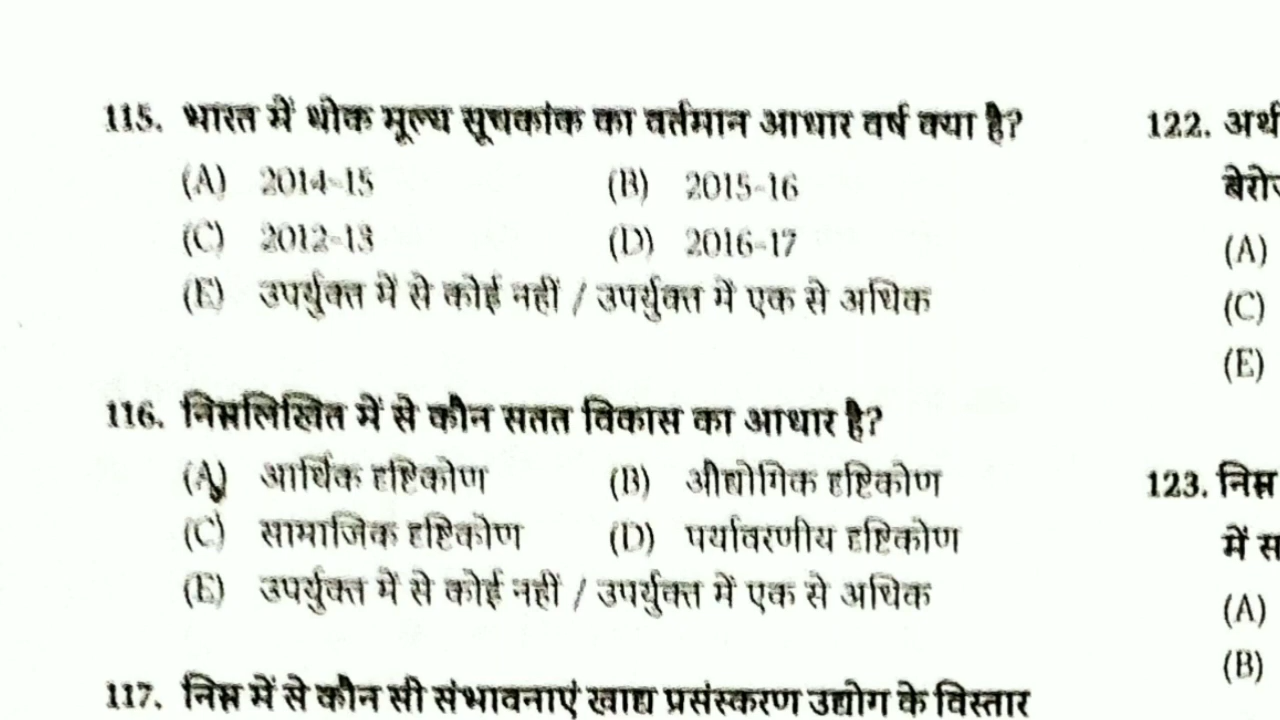 115. भारत में थोक मूल्य सूचकांक का वर्तमान आधार वर्ष क्या है?
(A) 2014-15 (B) 2015-16
(C) 2012-13 (D) 2016-17
(E) उपर्युक्त में से कोई नहीं / उपर्युक्त में एक से अधिक
116. निम्नलिखित में से कौन सतत विकास का आधार है?
(A) आर्थिक दृष्टिकोण (B) औद्योगिक दृष्टिकोण
(C) सामाजिक दृष्टिकोण (D) पर्यावरणीय दृष्टिकोण
(E) उपर्युक्त में से कोई नहीं / उपर्युक्त में एक से अधिक
117. निम्न में से कौन सी संभावनाएं खाद्य प्रसंस्करण उद्योग के विस्तार
122. अर्थ
(A)
(C)
(E)
123. निम्न
में स
(A)
(B)